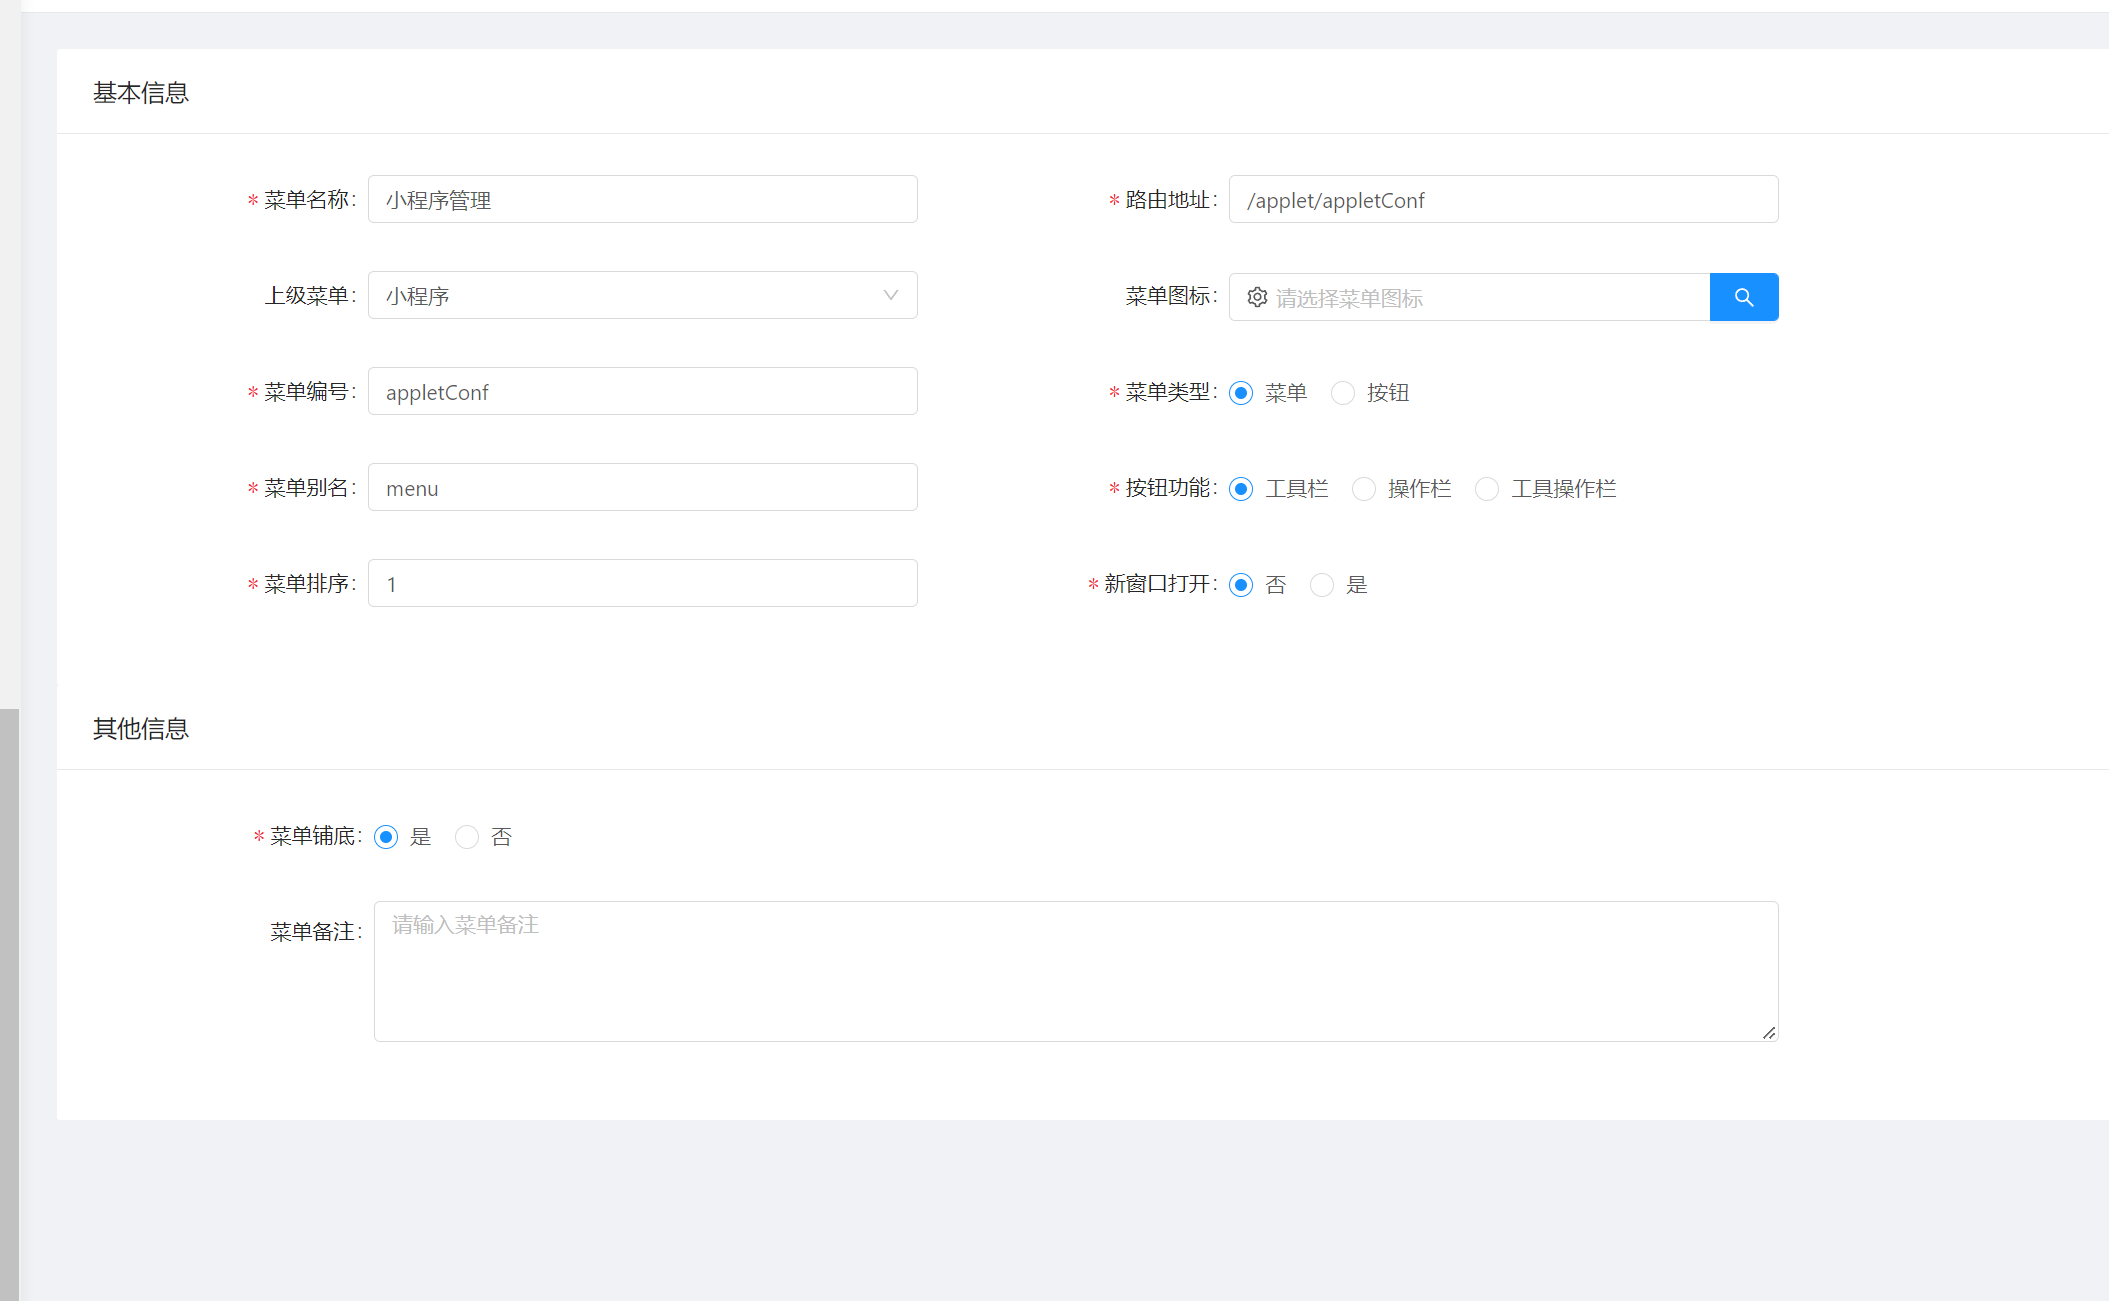 基本信息
* 菜单名称: 小程序管理
* 路由地址: /applet/appletConf
上级菜单: 小程序
菜单图标: 请选择菜单图标
* 菜单编号: appletConf
* 菜单类型: 菜单 按钮
* 菜单别名: menu
* 按钮功能: 工具栏 操作栏 工具操作栏
* 菜单排序: 1
* 新窗口打开: 否 是
其他信息
* 菜单铺底: 是 否
菜单备注: 请输入菜单备注